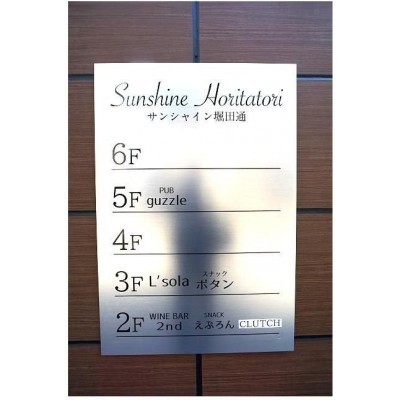 Sunshine Horitatori
サンシャイン堀田通
6F
5F PUB guzzle
4F
3F L'sola スナック ボタン
2F WINE BAR 2nd SNACK えぷろん CLUTCH